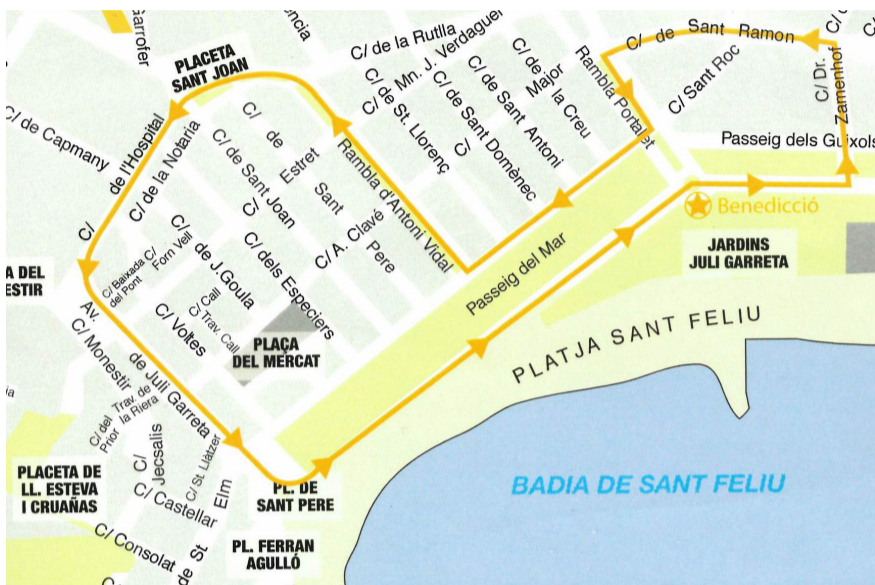 Garrofer
PLACETA
SANT JOAN
C/ de la Rutlla
C/ Mn. J. Verdaguer
C/ de St. Llorenç
C/ Major
C/ de la Creu
C/ de Sant Antoni
C/ de Sant Domènec
Rambla Portalet
C/ de Sant Ramon
C/ Sant Roc
C/ Dr.
Zamenhof
Passeig dels Guíxols
C/ de Capmany
C/ de l'Hospital
C/ de la Notaria
C/ de Sant Joan
C/ de
Estret
Sant
Pere
C/ A. Clavé
Rambla d'Antoni Vidal
Passeig del Mar
Benedicció
JARDINS
JULI GARRETA
A DEL
ESTIR
C/ Baixada C/
del Pont
Forn Vell
C/
de J.Goula
C/ dels Especiers
C/ Call
C/ Trav. Call
C/ Voltes
PLAÇA
DEL MERCAT
PLATJA SANT FELIU
Av. de Juli Garreta
C/ Monestir
C/ del
Prior
Trav. de
la Riera
C/
Jecsalis
C/ St. Llàtzer
C/ Castellar
PLACETA DE
LL. ESTEVA
I CRUAÑAS
PL. DE
SANT PERE
BADIA DE SANT FELIU
C/ Consolat
de St Elm
PL. FERRAN
AGULLÓ